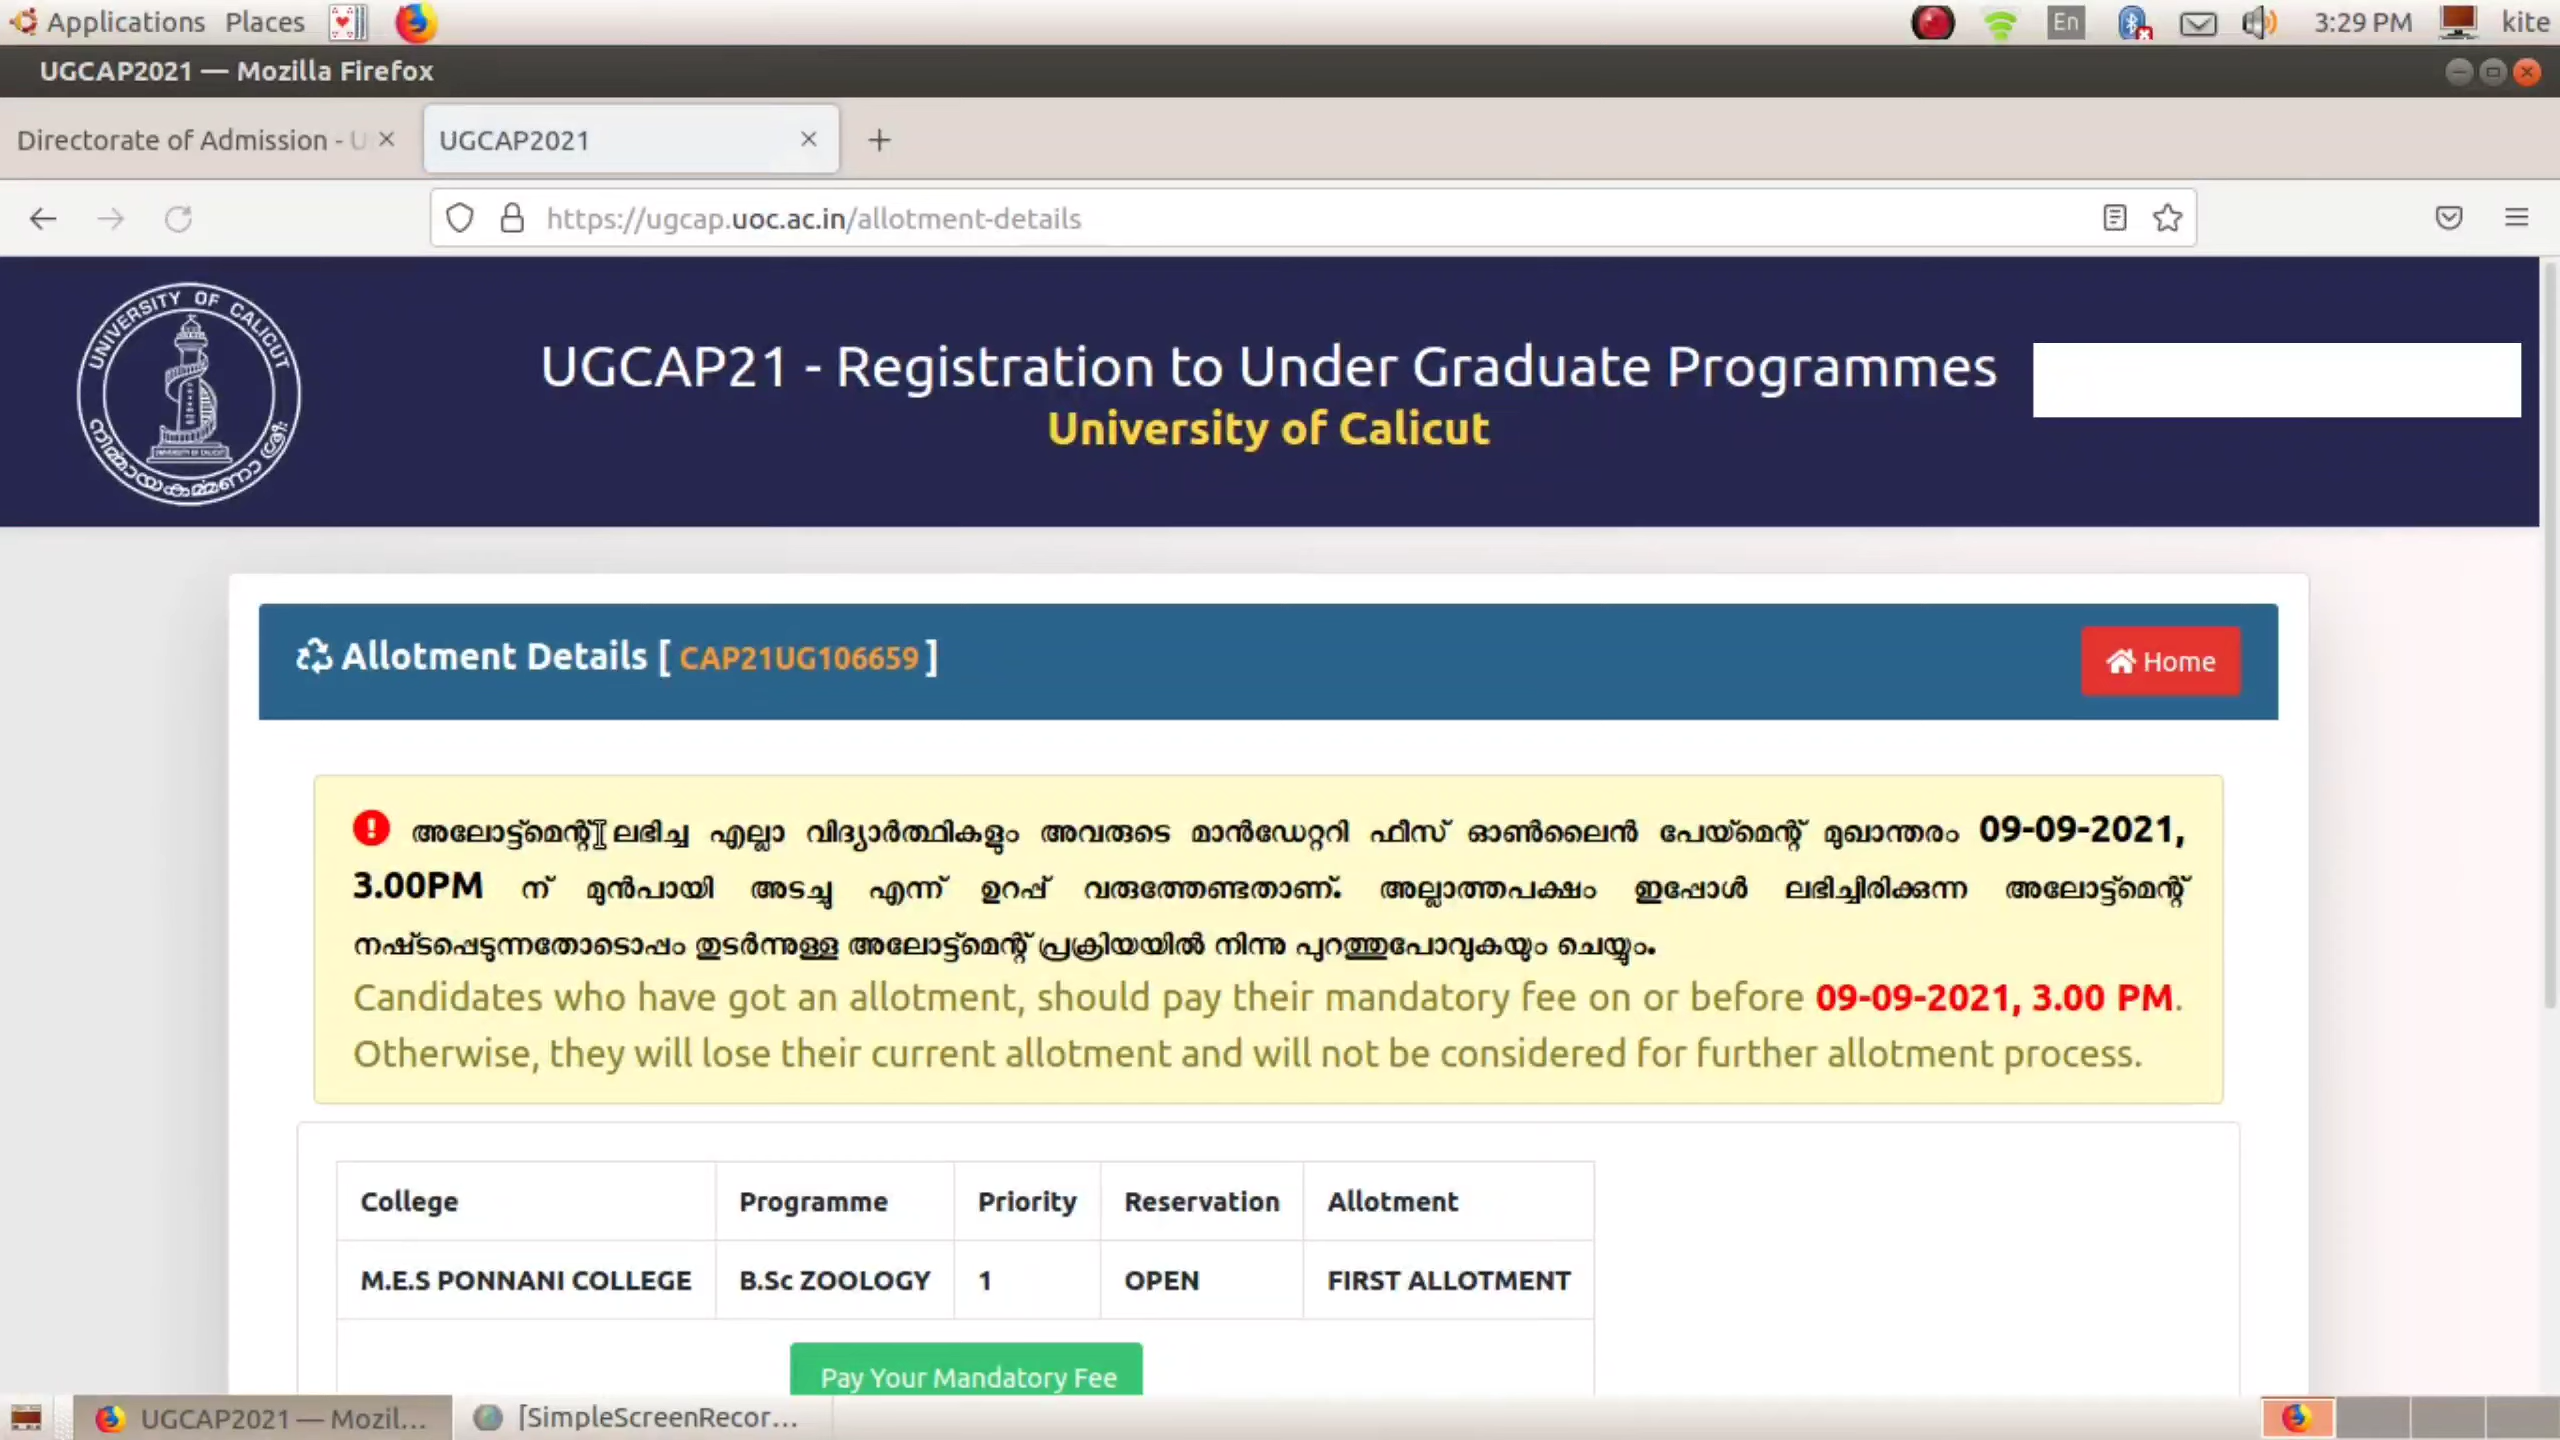 Applications Places En 3:29 PM kite
UGCAP2021 — Mozilla Firefox
Directorate of Admission - U
UGCAP2021
https://ugcap.uoc.ac.in/allotment-details
UNIVERSITY OF CALICUT
UGCAP21 - Registration to Under Graduate Programmes
University of Calicut
Allotment Details [ CAP21UG106659 ]
Home
അലോട്ട്മെന്റ് ലഭിച്ച എല്ലാ വിദ്യാർത്ഥികളും അവരുടെ മാൻഡേറ്ററി ഫീസ് ഓൺലൈൻ പേയ്മെന്റ് മുഖാന്തരം 09-09-2021,
3.00PM ന് മുൻപായി അടച്ചു എന്ന് ഉറപ്പ് വരുത്തേണ്ടതാണ്. അല്ലാത്തപക്ഷം ഇപ്പോൾ ലഭിച്ചിരിക്കുന്ന അലോട്ട്മെന്റ്
നഷ്ടപ്പെടുന്നതോടൊപ്പം തുടർന്നുള്ള അലോട്ട്മെന്റ് പ്രക്രിയയിൽ നിന്നു പുറത്തുപോവുകയും ചെയ്യും.
Candidates who have got an allotment, should pay their mandatory fee on or before 09-09-2021, 3.00 PM.
Otherwise, they will lose their current allotment and will not be considered for further allotment process.
College Programme Priority Reservation Allotment
M.E.S PONNANI COLLEGE B.Sc ZOOLOGY 1 OPEN FIRST ALLOTMENT
Pay Your Mandatory Fee
UGCAP2021 — Mozil... [SimpleScreenRecor...